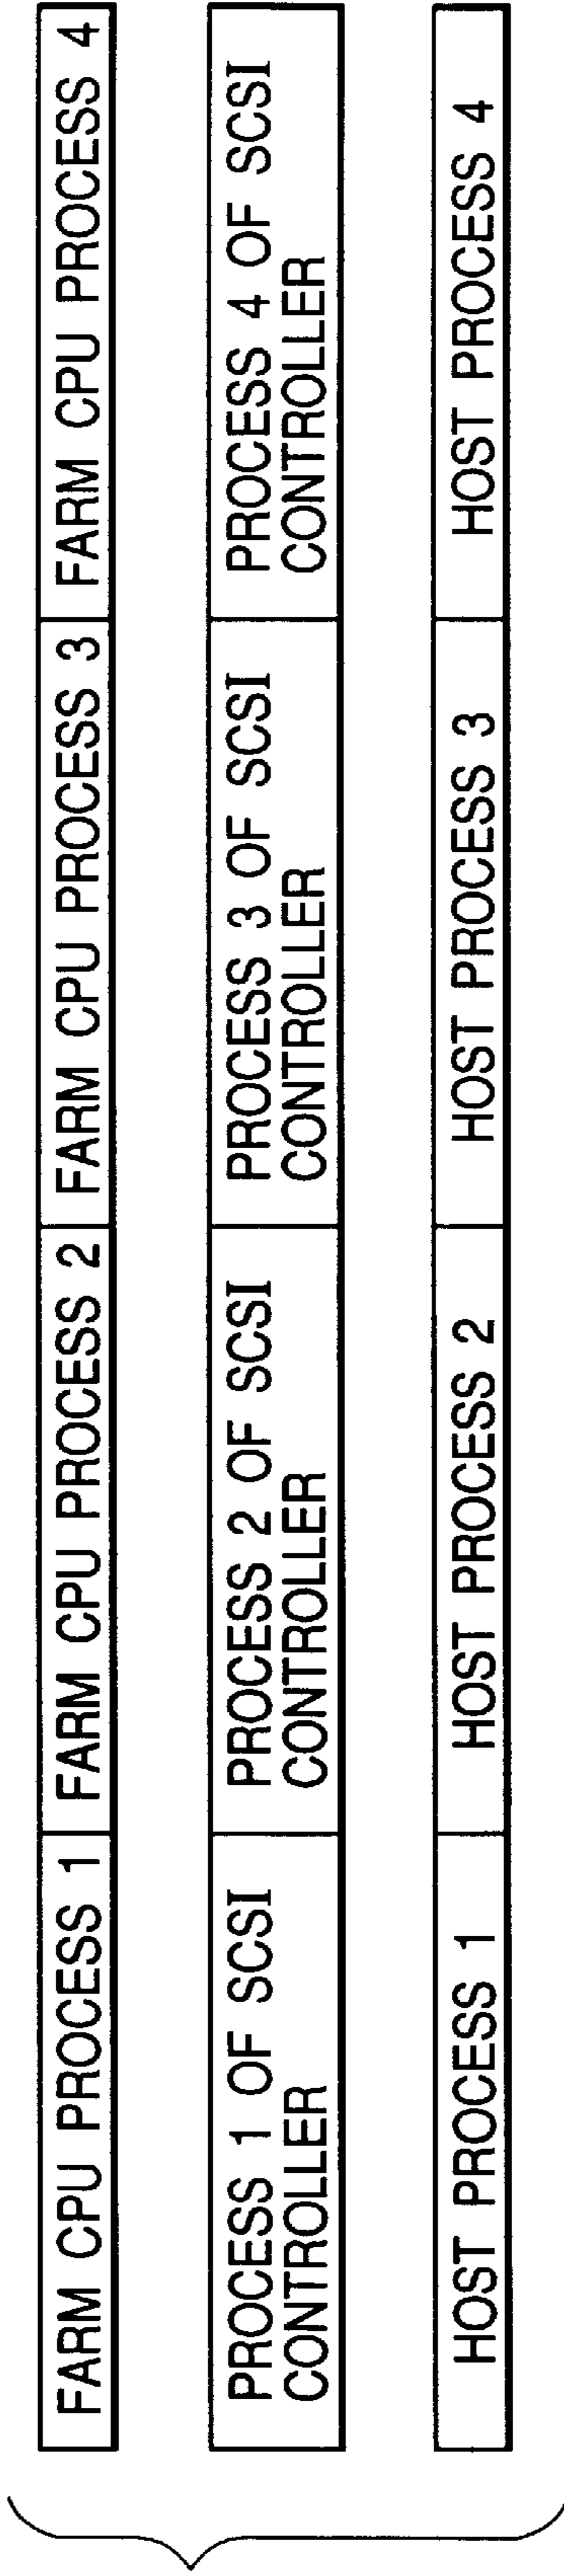 FARM CPU PROCESS 1
FARM CPU PROCESS 2
FARM CPU PROCESS 3
FARM CPU PROCESS 4
PROCESS 1 OF SCSI
CONTROLLER
PROCESS 2 OF SCSI
CONTROLLER
PROCESS 3 OF SCSI
CONTROLLER
PROCESS 4 OF SCSI
CONTROLLER
HOST PROCESS 1
HOST PROCESS 2
HOST PROCESS 3
HOST PROCESS 4